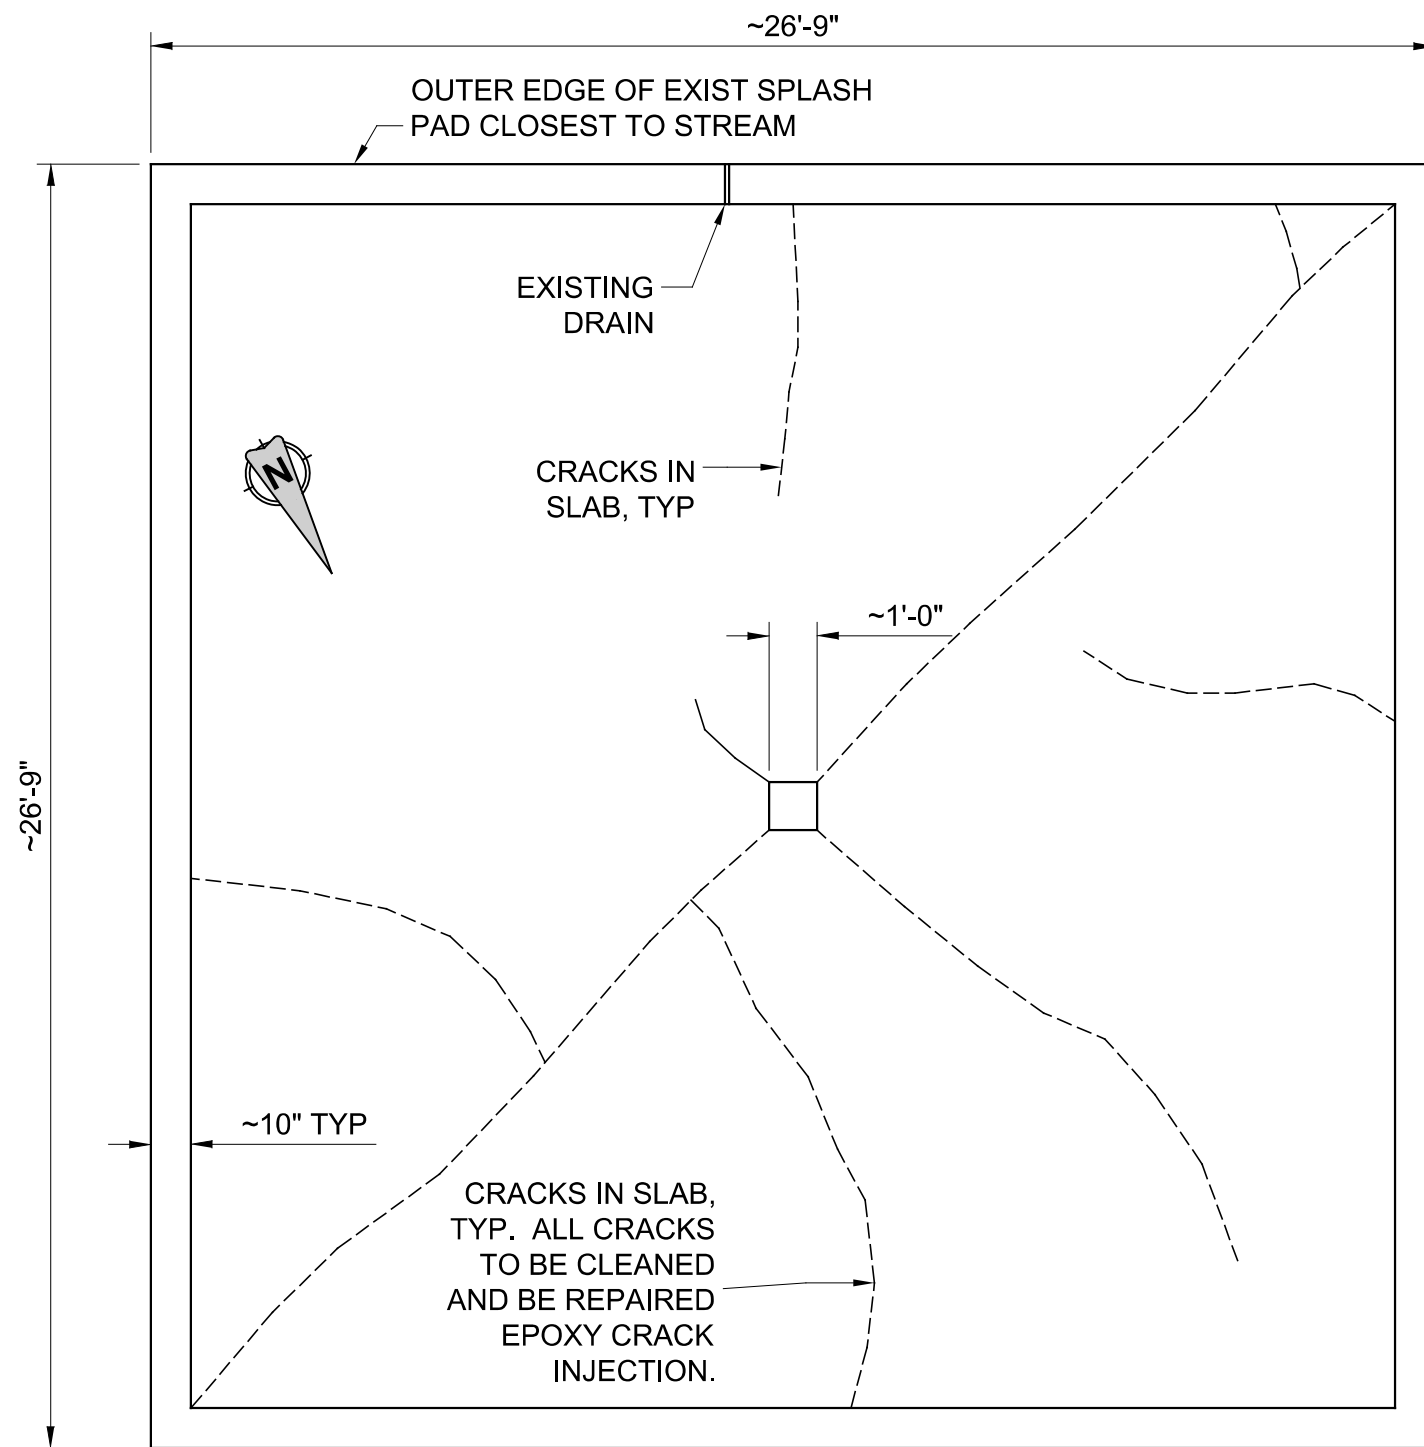 ~26'-9"
OUTER EDGE OF EXIST SPLASH
PAD CLOSEST TO STREAM
EXISTING
DRAIN
N
CRACKS IN
SLAB, TYP
~1'-0"
~26'-9"
~10" TYP
CRACKS IN SLAB,
TYP.  ALL CRACKS
TO BE CLEANED
AND BE REPAIRED
EPOXY CRACK
INJECTION.